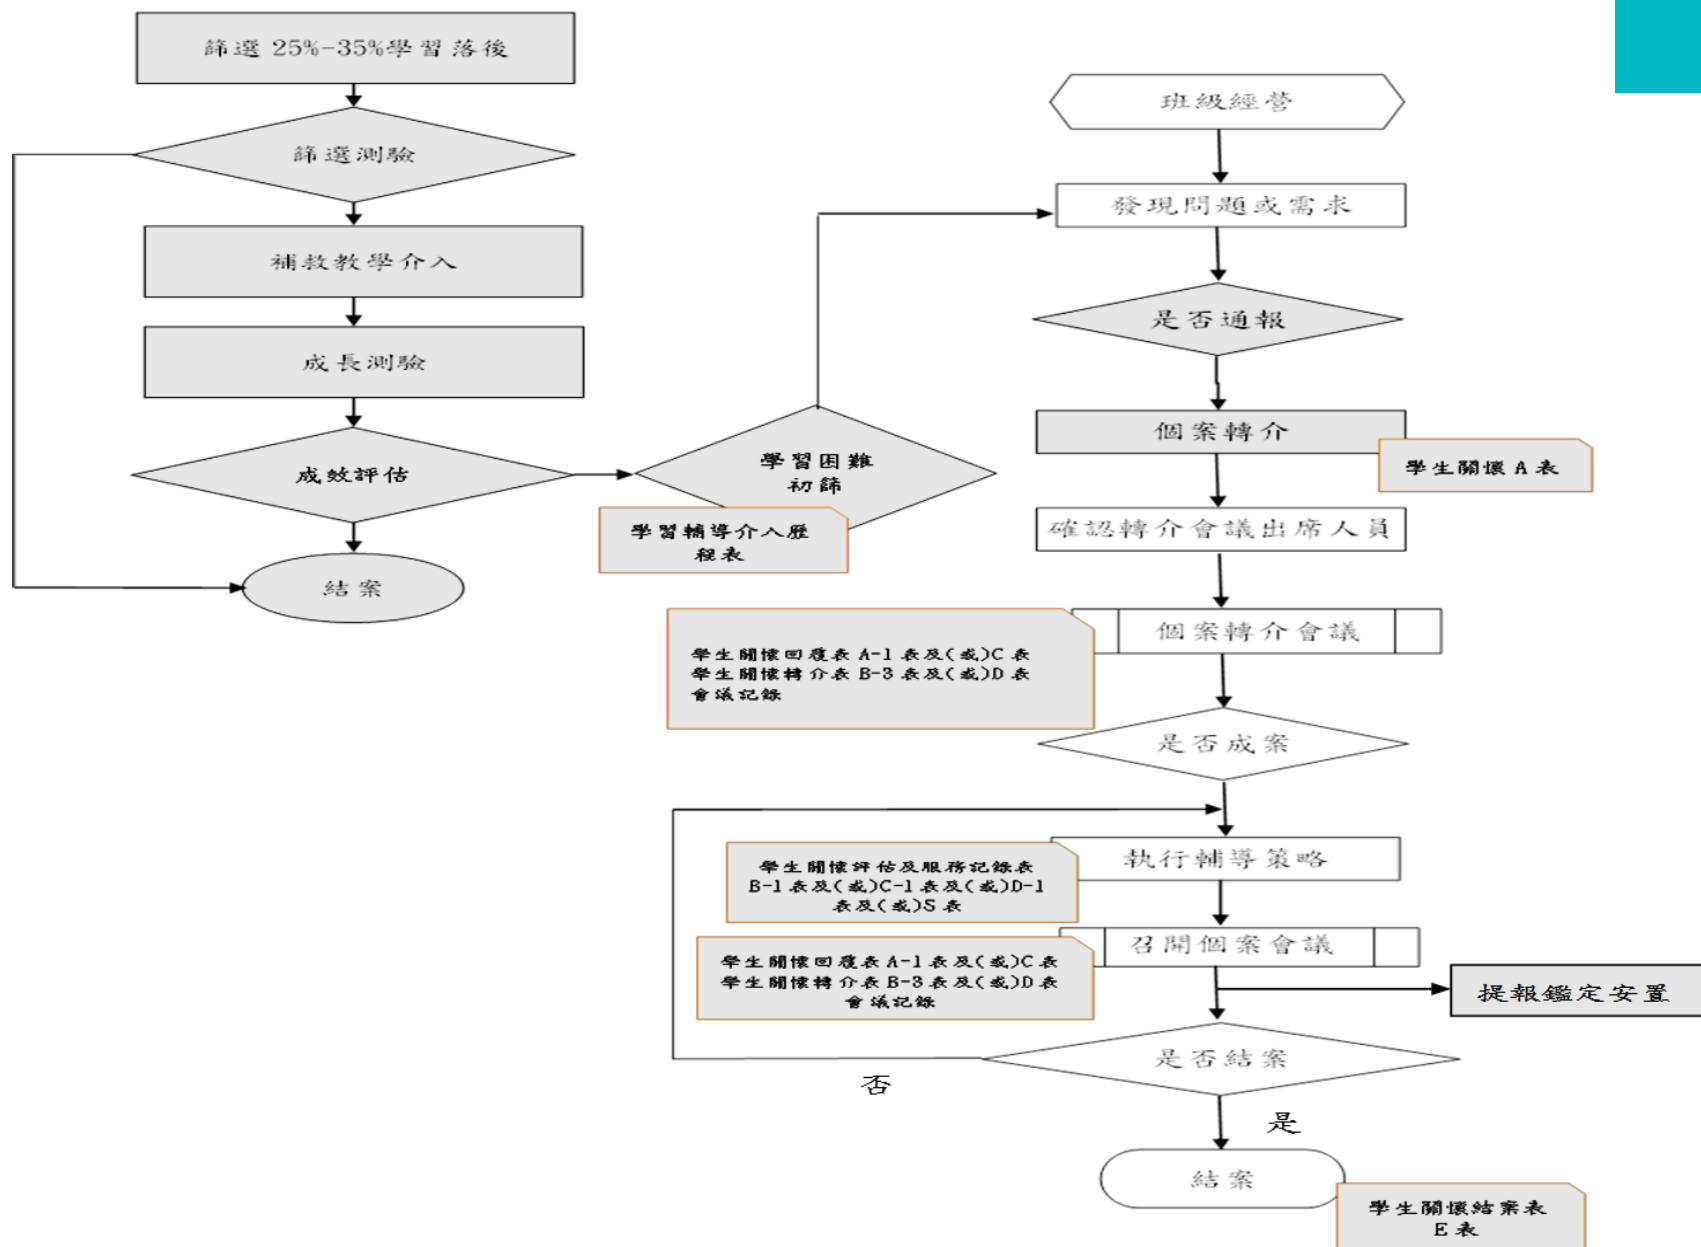 篩選 25%-35%學習落後
篩選測驗
補救教學介入
成長測驗
成效評估
結案
學習困難
初篩
學習輔導介入歷
程表
班級經營
發現問題或需求
是否通報
個案轉介
學生關懷 A 表
確認轉介會議出席人員
個案轉介會議
學生關懷回覆表 A-1 表及(或)C 表
學生關懷轉介表 B-3 表及(或)D 表
會議記錄
是否成案
執行輔導策略
學生關懷評估及服務記錄表
B-1 表及(或)C-1 表及(或)D-1
表及(或)S 表
召開個案會議
學生關懷回覆表 A-1 表及(或)C 表
學生關懷轉介表 B-3 表及(或)D 表
會議記錄
提報鑑定安置
是否結案
否
是
結案
學生關懷結案表
E 表